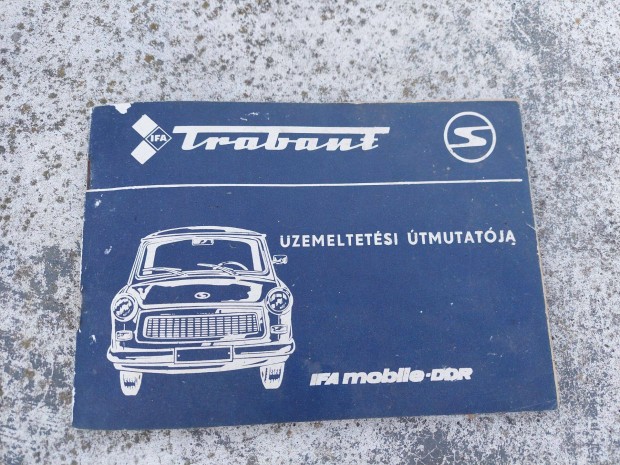 IFA Trabant S
UZEMELTETÉSI ÚTMUTATÓJA
IFA mobile-DDR